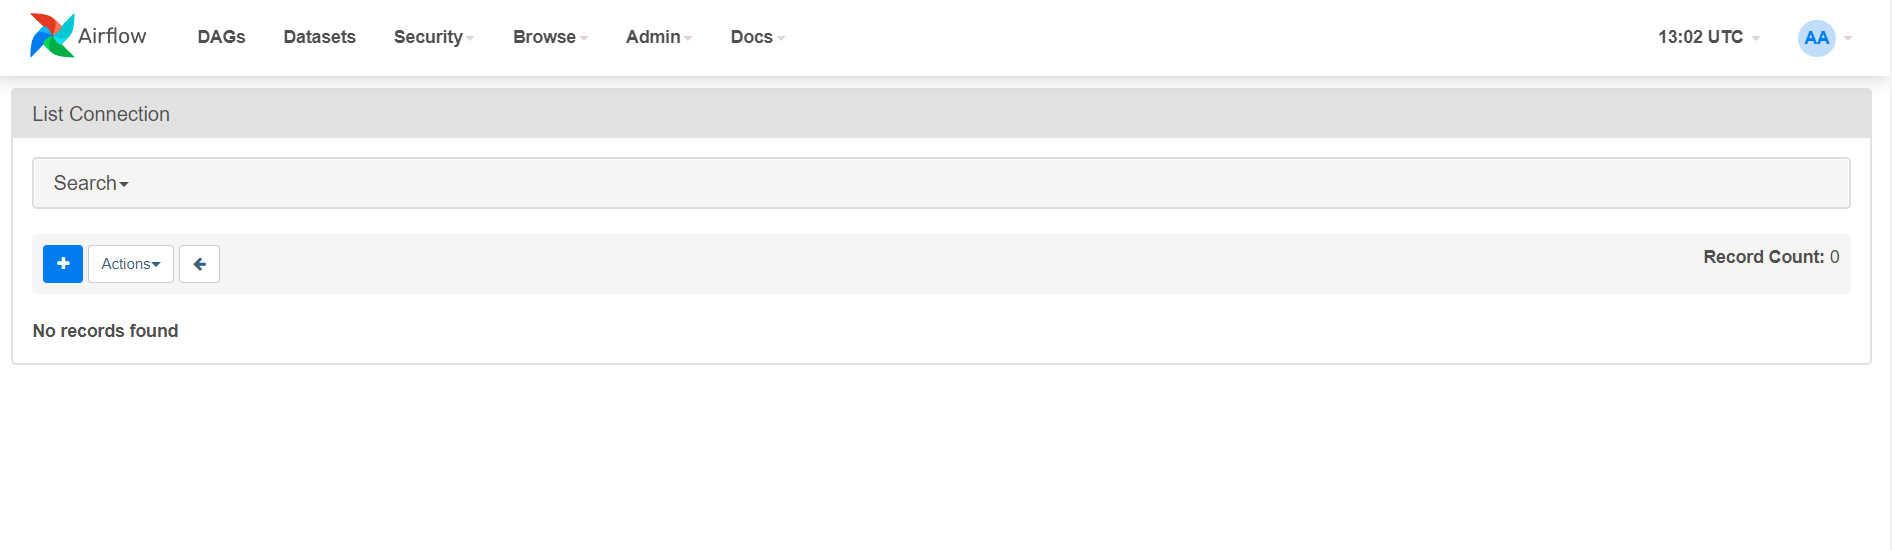 Airflow DAGs Datasets Security Browse Admin Docs 13:02 UTC AA
List Connection
Search
Actions Record Count: 0
No records found